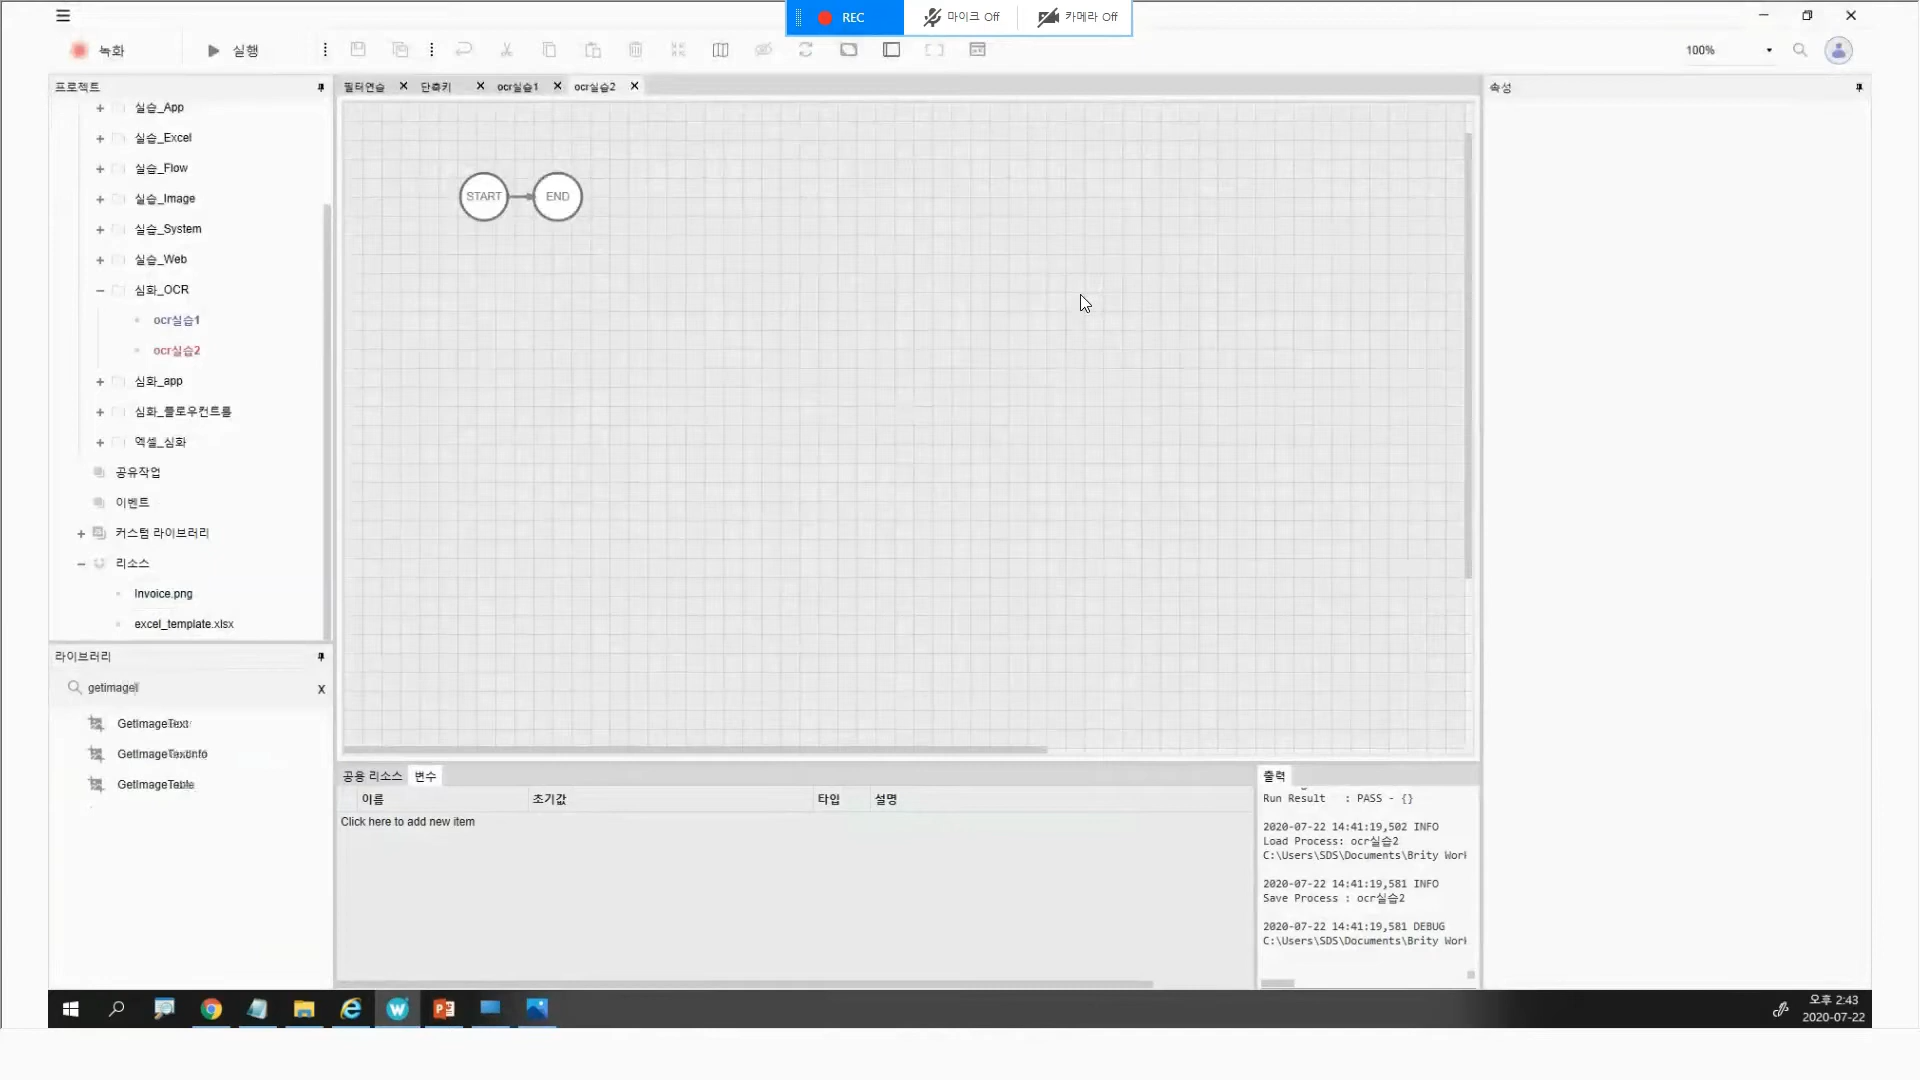 REC
마이크 Off
카메라 Off
녹화
실행
100%
프로젝트
필터연습
단축키
ocr실습1
ocr실습2
속성
실습_App
실습_Excel
실습_Flow
실습_Image
실습_System
실습_Web
심화_OCR
ocr실습1
ocr실습2
심화_app
심화_플로우컨트롤
엑셀_심화
공유작업
이벤트
커스텀 라이브러리
리소스
Invoice.png
excel_template.xlsx
START
END
라이브러리
getimage
X
GetImageText
GetImageTextInfo
GetImageTable
공용 리소스
변수
이름
초기값
타입
설명
Click here to add new item
출력
Run Result : PASS - {}
2020-07-22 14:41:19,502 INFO
Load Process: ocr실습2
C:\Users\SDS\Documents\Brity Work
2020-07-22 14:41:19,581 INFO
Save Process : ocr실습2
2020-07-22 14:41:19,581 DEBUG
C:\Users\SDS\Documents\Brity Work
오후 2:43
2020-07-22